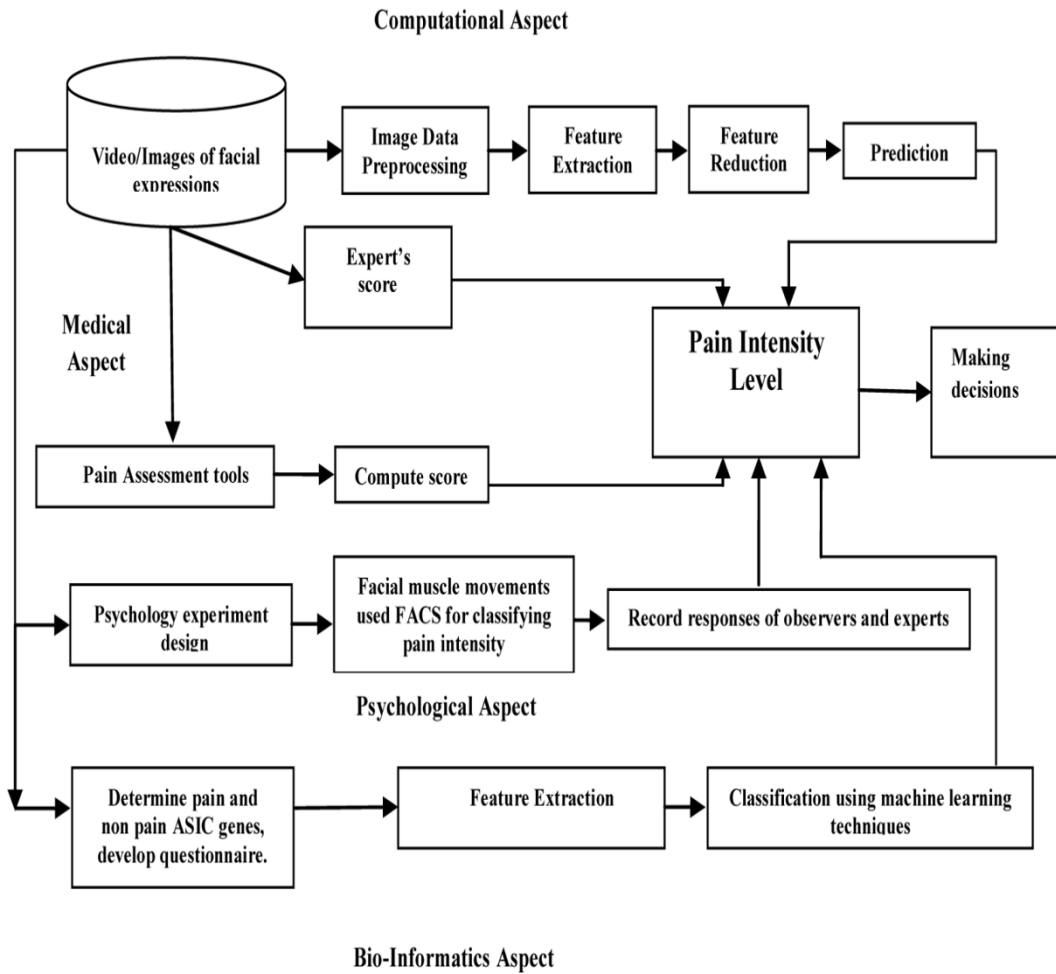 Computational Aspect
Video/Images of facial
expressions
Image Data
Preprocessing
Feature
Extraction
Feature
Reduction
Prediction
Expert's
score
Medical
Aspect
Pain Intensity
Level
Making
decisions
Pain Assessment tools
Compute score
Psychology experiment
design
Facial muscle movements
used FACS for classifying
pain intensity
Record responses of observers and experts
Psychological Aspect
Determine pain and
non pain ASIC genes,
develop questionnaire.
Feature Extraction
Classification using machine learning
techniques
Bio-Informatics Aspect